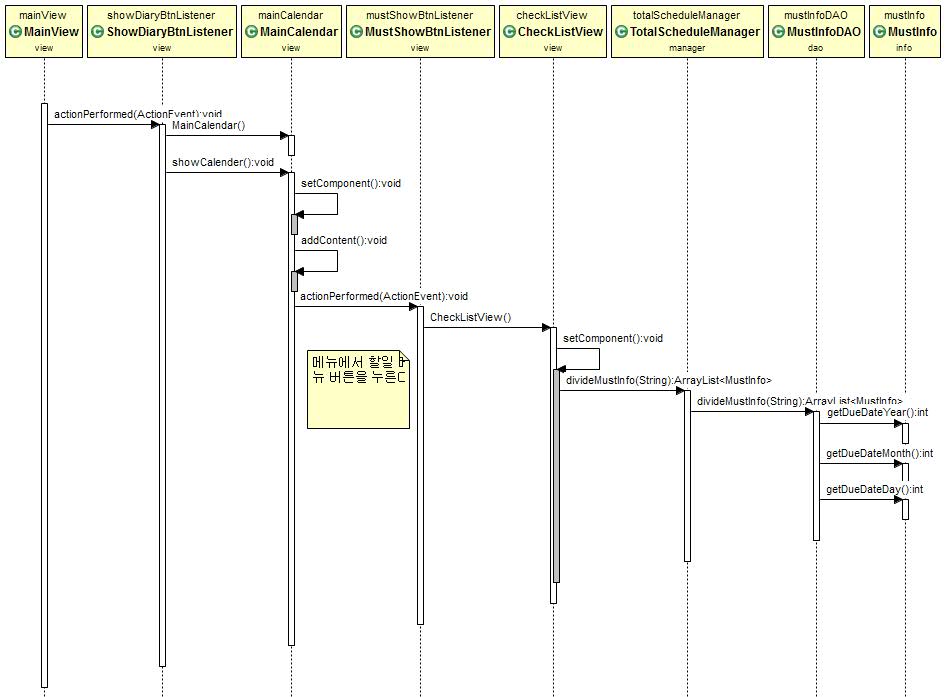 mainView
MainView
view
showDiaryBtnListener
ShowDiaryBtnListener
view
mainCalendar
MainCalendar
view
mustShowBtnListener
MustShowBtnListener
view
checkListView
CheckListView
view
totalScheduleManager
TotalScheduleManager
manager
mustInfoDAO
MustInfoDAO
dao
mustInfo
MustInfo
info
actionPerformed(ActionEvent):void
MainCalendar()
showCalender():void
setComponent():void
addContent():void
actionPerformed(ActionEvent):void
CheckListView()
setComponent():void
메뉴에서 할일
뉴 버튼을 누른
divideMustInfo(String):ArrayList<MustInfo>
divideMustInfo(String):ArrayList<MustInfo>
getDueDateYear():int
getDueDateMonth():int
getDueDateDay():int